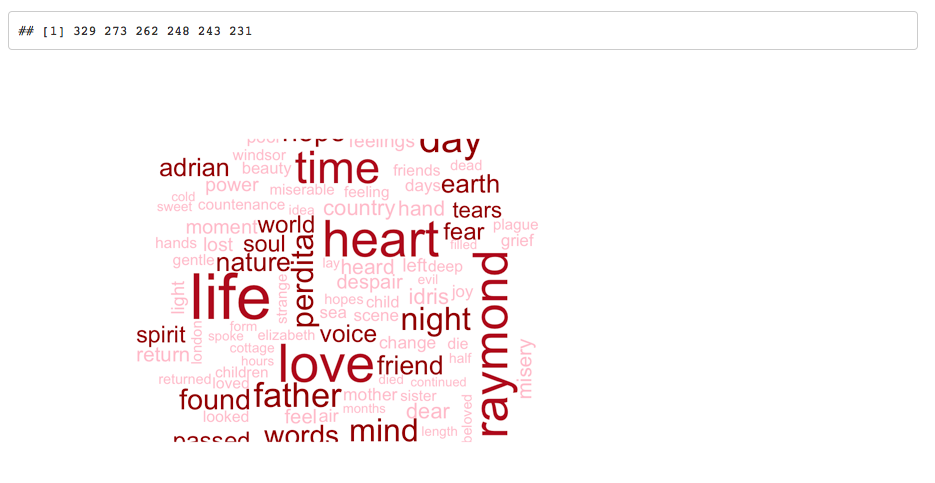 ## [1] 329 273 262 248 243 231
poor hope feelings day
windsor
adrian beauty time friends dead
power miserable feeling days earth
cold
sweet countenance idea country hand tears
moment world heart fear plague
hands lost soul perdita filled grief
gentle nature lay heard left deep
despair evil
light life strange hopes child idris joy raymond
sea scene night
form
spirit london spoke elizabeth voice change die
return cottage love half misery
hours friend
children
returned loved died continued
found father mother sister
months beloved
looked feel air dear
passed words mind length